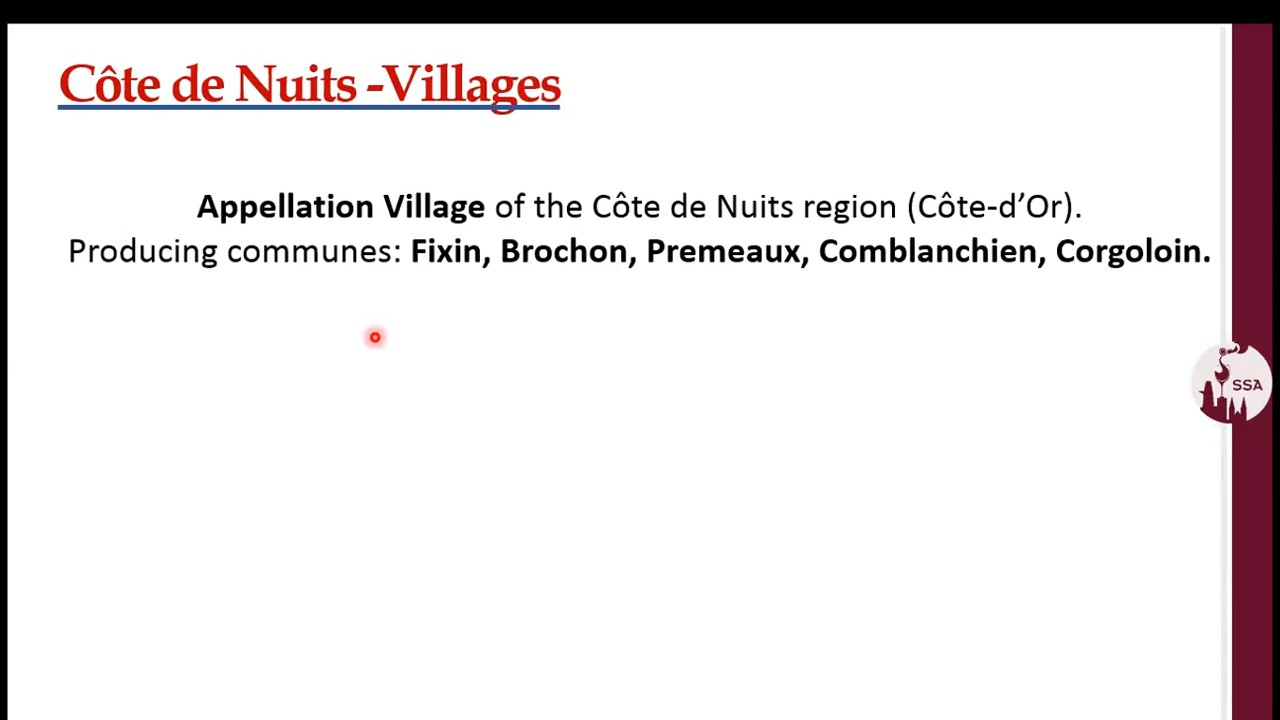 Côte de Nuits -Villages
Appellation Village of the Côte de Nuits region (Côte-d’Or).
Producing communes: Fixin, Brochon, Premeaux, Comblanchien, Corgoloin.
SSA